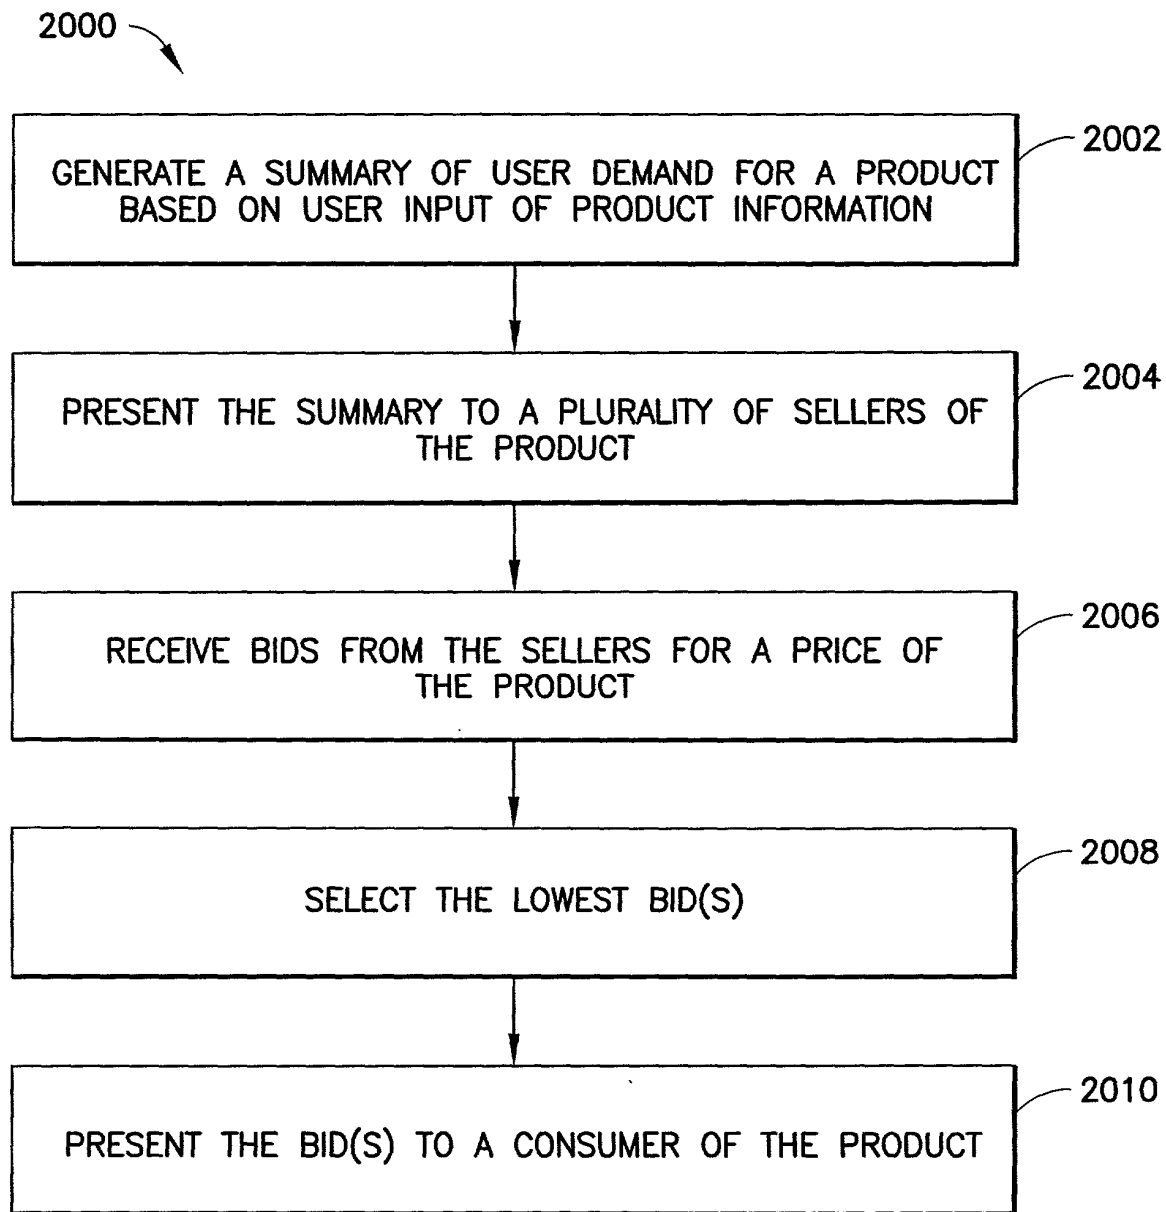 2000
GENERATE A SUMMARY OF USER DEMAND FOR A PRODUCT
BASED ON USER INPUT OF PRODUCT INFORMATION
2002
PRESENT THE SUMMARY TO A PLURALITY OF SELLERS OF
THE PRODUCT
2004
RECEIVE BIDS FROM THE SELLERS FOR A PRICE OF
THE PRODUCT
2006
SELECT THE LOWEST BID(S)
2008
PRESENT THE BID(S) TO A CONSUMER OF THE PRODUCT
2010